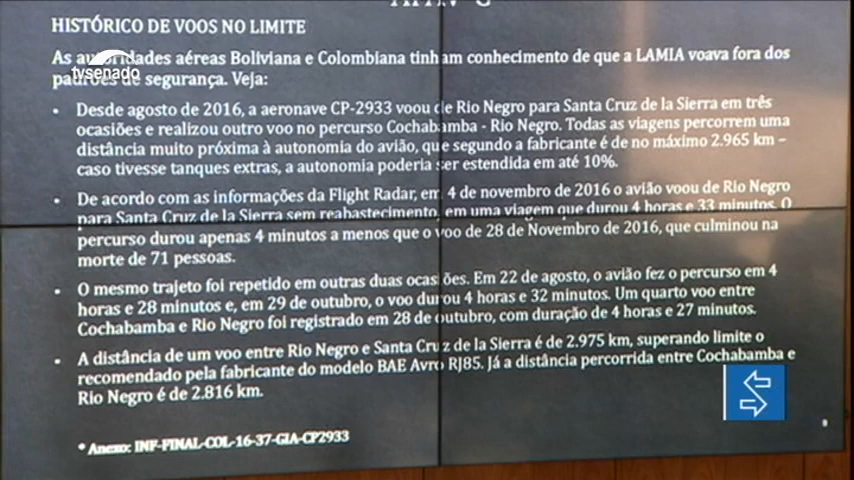 HISTÓRICO DE VOOS NO LIMITE
As autoridades aéreas Boliviana e Colombiana tinham conhecimento de que a LAMIA voava fora dos
padrões de segurança. Veja:
tvsenado
• Desde agosto de 2016, a aeronave CP-2933 voou de Rio Negro para Santa Cruz de la Sierra em três
ocasiões e realizou outro voo no percurso Cochabamba - Rio Negro. Todas as viagens percorrem uma
distância muito próxima à autonomia do avião, que segundo a fabricante é de no máximo 2.965 km –
caso tivesse tanques extras, a autonomia poderia ser estendida em até 10%.
• De acordo com as informações da Flight Radar, em 4 de novembro de 2016 o avião voou de Rio Negro
para Santa Cruz de la Sierra sem reabastecimento, em uma viagem que durou 4 horas e 33 minutos. O
percurso durou apenas 4 minutos a menos que o voo de 28 de Novembro de 2016, que culminou na
morte de 71 pessoas.
• O mesmo trajeto foi repetido em outras duas ocasiões. Em 22 de agosto, o avião fez o percurso em 4
horas e 28 minutos e, em 29 de outubro, o voo durou 4 horas e 32 minutos. Um quarto voo entre
Cochabamba e Rio Negro foi registrado em 28 de outubro, com duração de 4 horas e 27 minutos.
• A distância de um voo entre Rio Negro e Santa Cruz de la Sierra é de 2.975 km, superando limite o
recomendado pela fabricante do modelo BAE Avro RJ85. Já a distância percorrida entre Cochabamba e
Rio Negro é de 2.816 km.
* Anexo: INF-FINAL-COL-16-37-GIA-CP2933